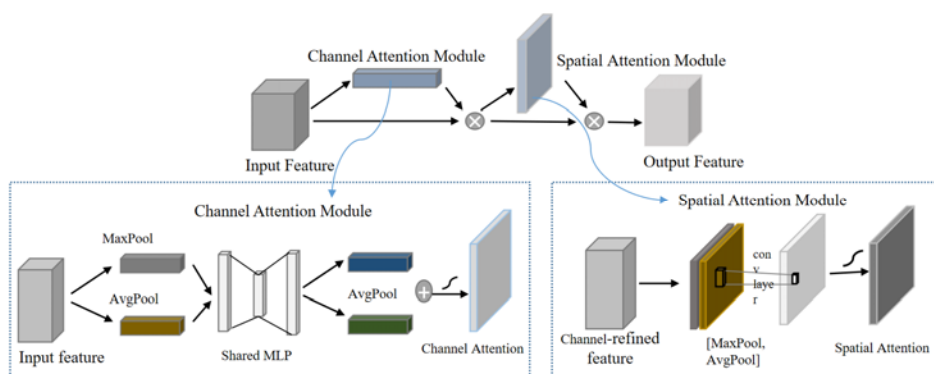 Channel Attention Module
Spatial Attention Module
Input Feature
Output Feature
Channel Attention Module
MaxPool
AvgPool
AvgPool
Input feature
Shared MLP
Channel Attention
Spatial Attention Module
con
v
laye
r
Channel-refined
feature
[MaxPool,
AvgPool]
Spatial Attention